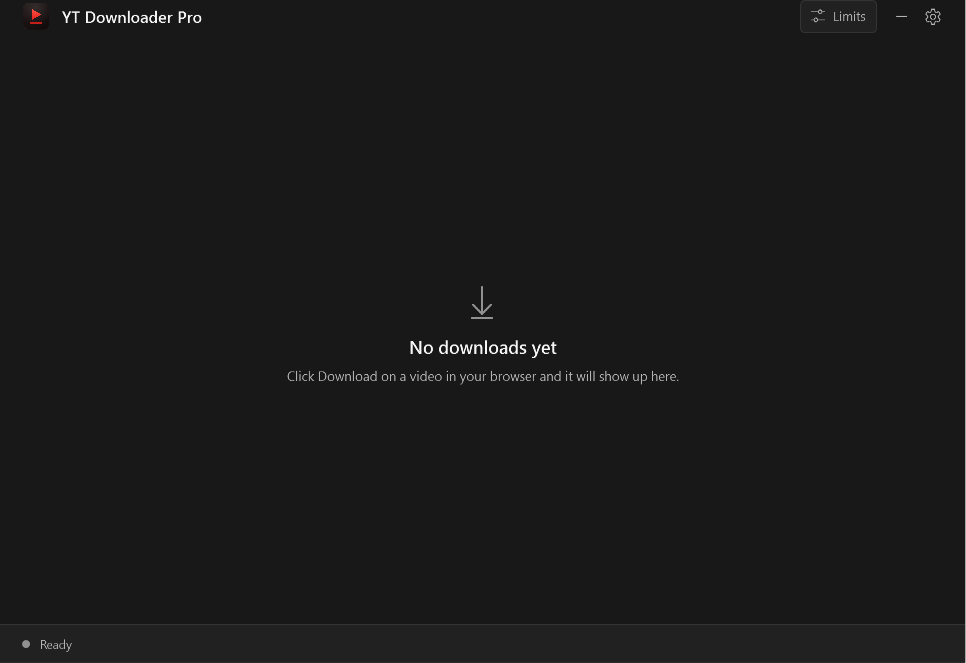 YT Downloader Pro
Limits
No downloads yet
Click Download on a video in your browser and it will show up here.
Ready